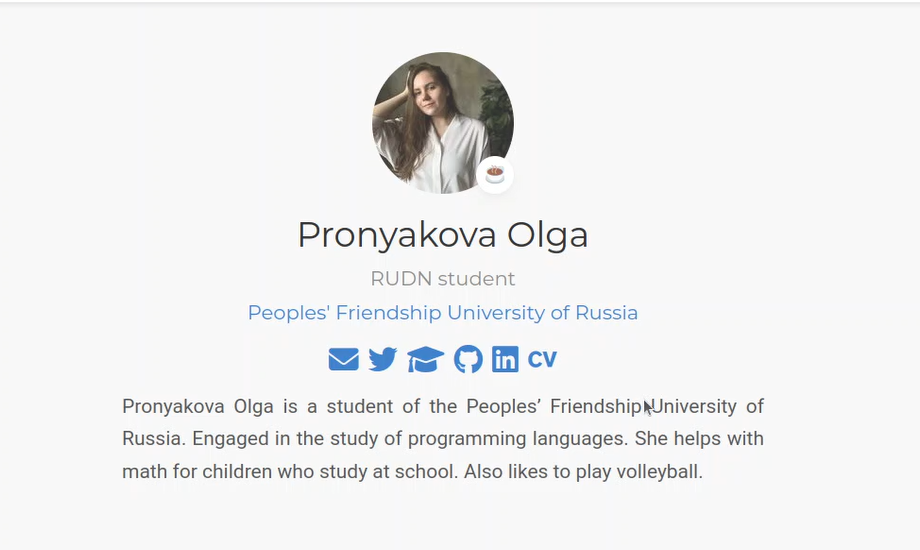 Pronyakova Olga
RUDN student
Peoples' Friendship University of Russia
CV
Pronyakova Olga is a student of the Peoples’ Friendship University of
Russia. Engaged in the study of programming languages. She helps with
math for children who study at school. Also likes to play volleyball.